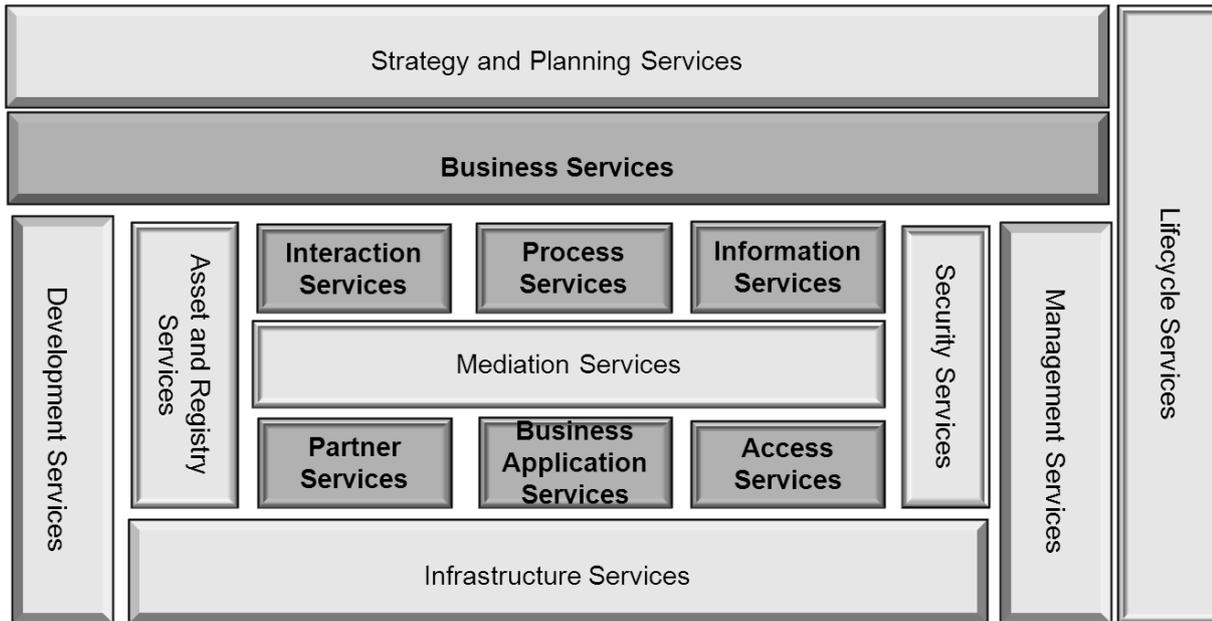 Strategy and Planning Services
Business Services
Lifecycle Services
Development Services
Asset and Registry
Services
Interaction
Services
Process
Services
Information
Services
Security Services
Management Services
Mediation Services
Partner
Services
Business
Application
Services
Access
Services
Infrastructure Services